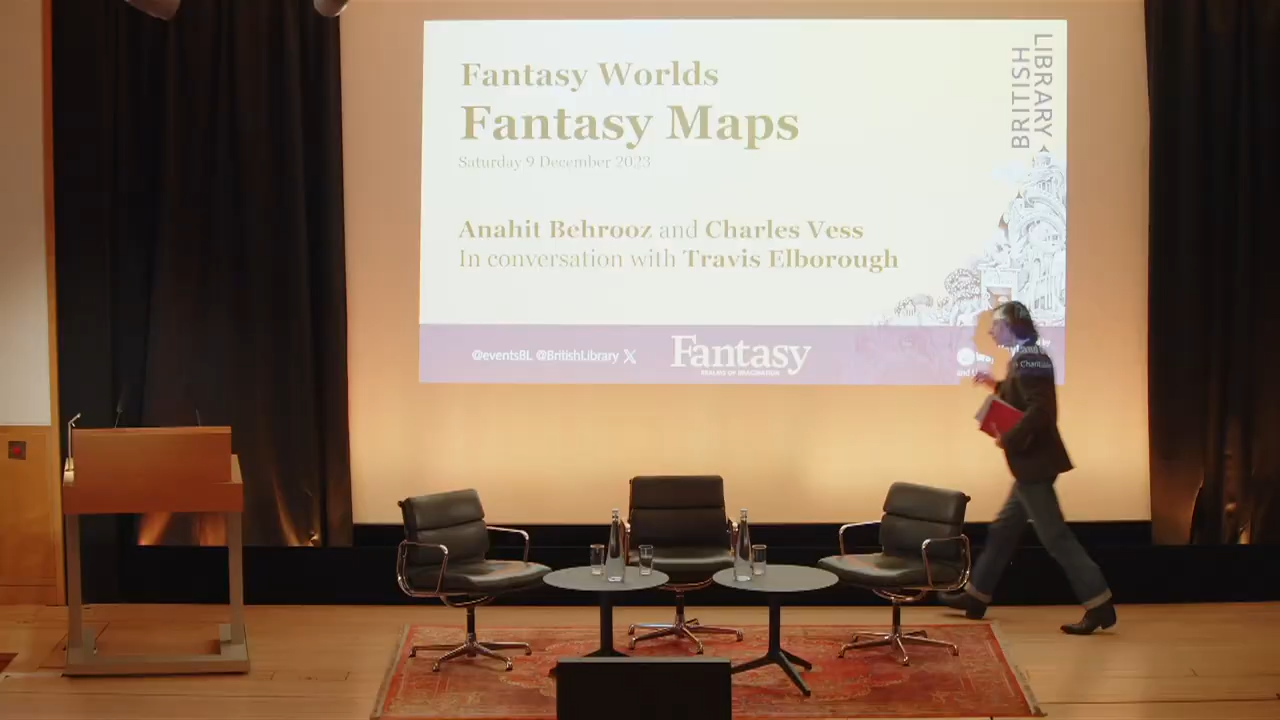 Fantasy Worlds
Fantasy Maps
Saturday 9 December 2023
Anahit Behrooz and Charles Vess
In conversation with Travis Elborough
LIBRARY
BRITISH
@eventsBL @BritishLibrary X
Fantasy
REALMS OF IMAGINATION